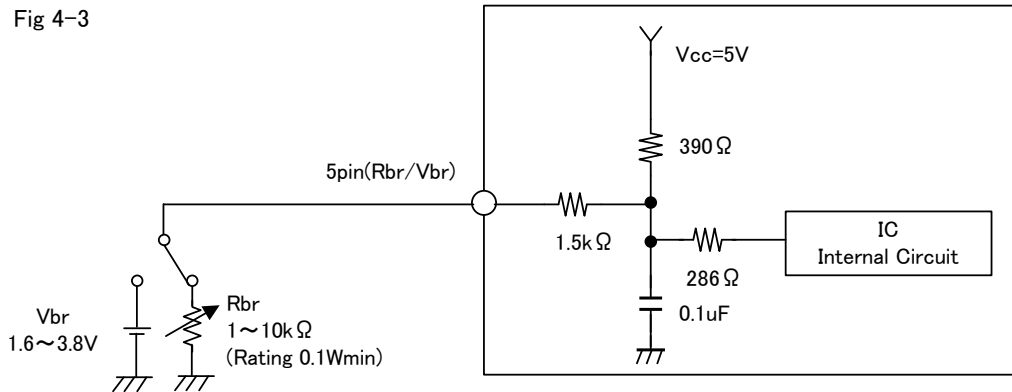 Fig 4-3
Vcc=5V
390Ω
5pin(Rbr/Vbr)
1.5kΩ
286Ω
IC
Internal Circuit
0.1uF
Vbr
1.6～3.8V
Rbr
1～10kΩ
(Rating 0.1Wmin)